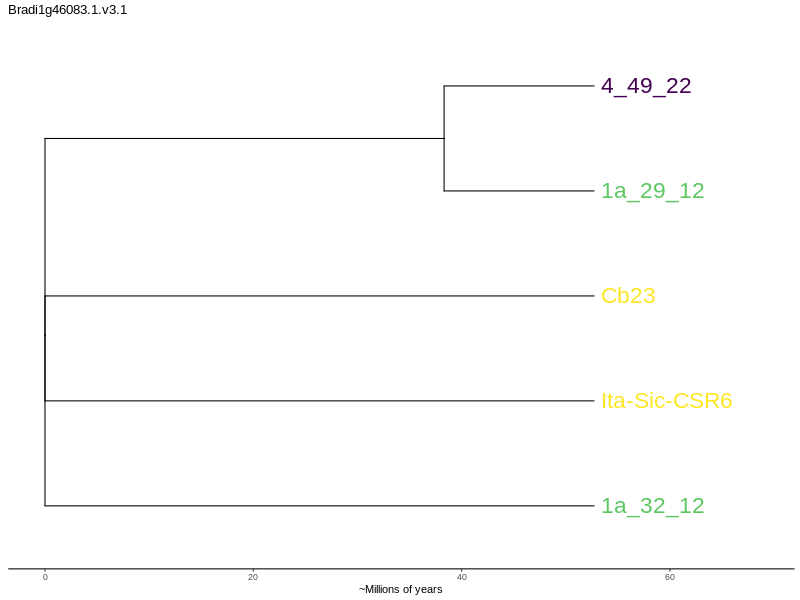 Bradi1g46083.1.v3.1
4_49_22
1a_29_12
Cb23
Ita-Sic-CSR6
1a_32_12
0 20 40 60
~Millions of years